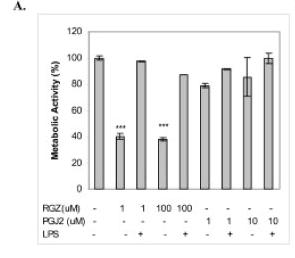 A.
120
100
80
60
40
20
0
Metabolic Activity (%)
***
***
RGZ(uM) - 1 1 100 100 - - - -
PGJ2 (uM) - - - - - 1 1 10 10
LPS - - + - + - + - +